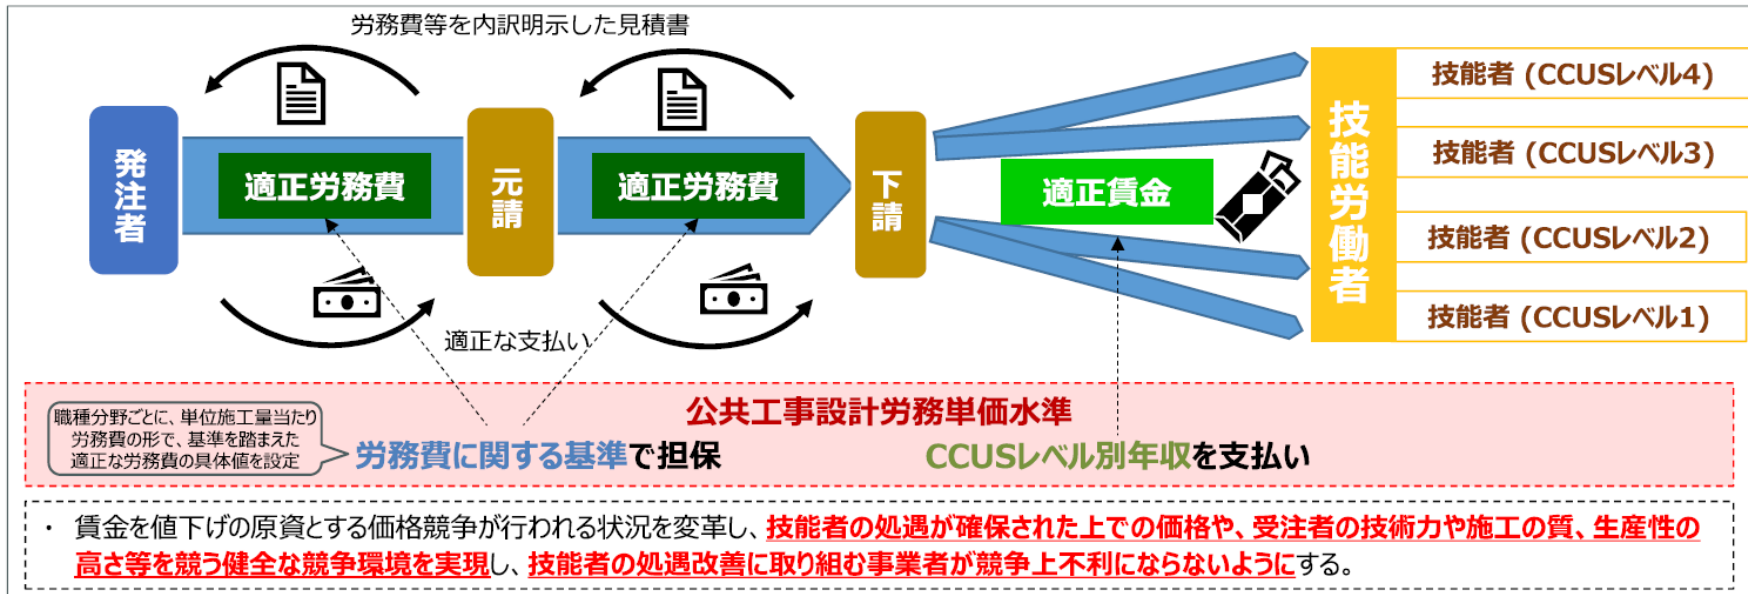 労務費等を内訳明示した見積書
発注者
適正労務費
元請
適正労務費
下請
適正賃金
技能労働者
技能者 (CCUSレベル4)
技能者 (CCUSレベル3)
技能者 (CCUSレベル2)
技能者 (CCUSレベル1)
適正な支払い
公共工事設計労務単価水準
職種分野ごとに、単位施工量当たり
労務費の形で、基準を踏まえた
適正な労務費の具体値を設定
労務費に関する基準で担保
CCUSレベル別年収を支払い
・ 賃金を値下げの原資とする価格競争が行われる状況を変革し、技能者の処遇が確保された上での価格や、受注者の技術力や施工の質、生産性の
高さ等を競う健全な競争環境を実現し、技能者の処遇改善に取り組む事業者が競争上不利にならないようにする。